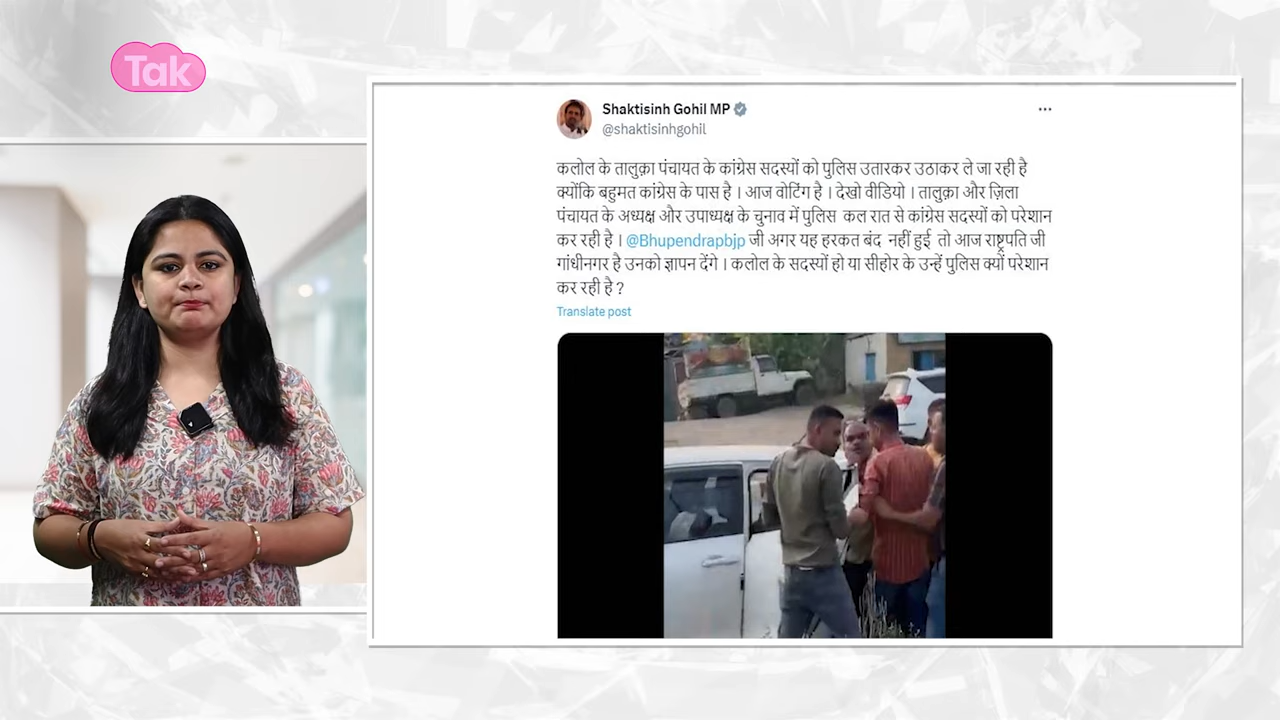 Tak
Shaktisinh Gohil MP
@shaktisinhgohil
कलोल के तालुक़ा पंचायत के कांग्रेस सदस्यों को पुलिस उतारकर उठाकर ले जा रही है
क्योंकि बहुमत कांग्रेस के पास है । आज वोटिंग है । देखो वीडियो । तालुक़ा और ज़िला
पंचायत के अध्यक्ष और उपाध्यक्ष के चुनाव में पुलिस कल रात से कांग्रेस सदस्यों को परेशान
कर रही है । @Bhupendrapbjp जी अगर यह हरकत बंद नहीं हुई तो आज राष्ट्रपति जी
गांधीनगर है उनको ज्ञापन देंगे । कलोल के सदस्यों हो या सीहोर के उन्हें पुलिस क्यों परेशान
कर रही है ?
Translate post